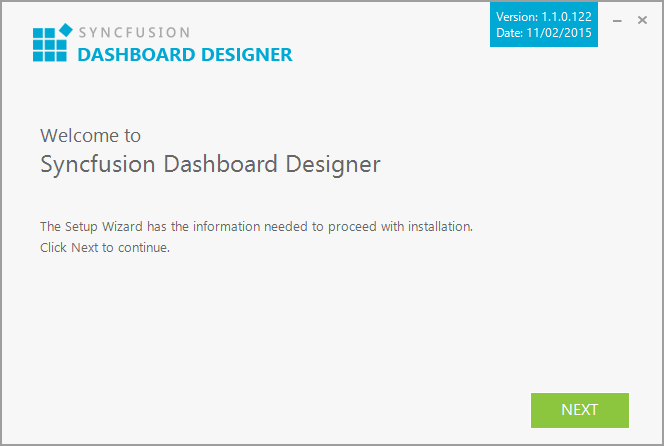 SYNCFUSION
DASHBOARD DESIGNER
Version: 1.1.0.122
Date: 11/02/2015
Welcome to
Syncfusion Dashboard Designer
The Setup Wizard has the information needed to proceed with installation.
Click Next to continue.
NEXT